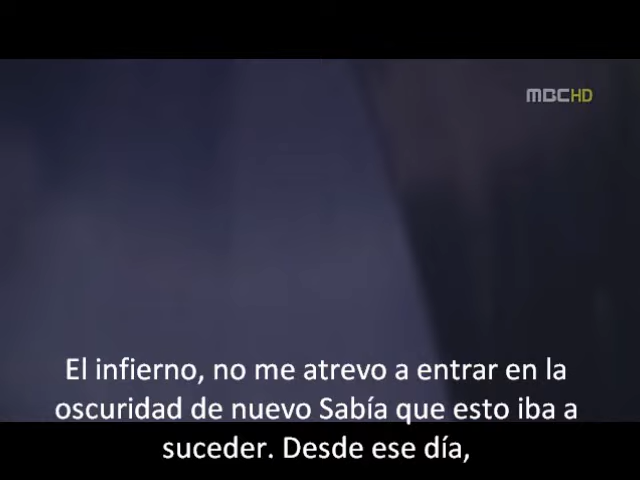 MBCHD
El infierno, no me atrevo a entrar en la
oscuridad de nuevo Sabía que esto iba a
suceder. Desde ese día,